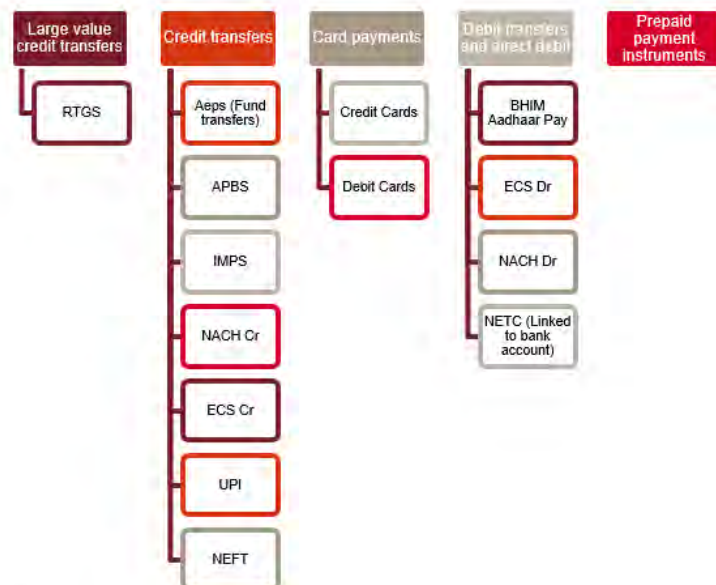 Large value
credit transfers
Credit transfers
Card payments
Debit transfers
and direct debit
Prepaid
payment
instruments
RTGS
Aeps (Fund
transfers)
APBS
IMPS
NACH Cr
ECS Cr
UPI
NEFT
Credit Cards
Debit Cards
BHIM
Aadhaar Pay
ECS Dr
NACH Dr
NETC (Linked
to bank
account)